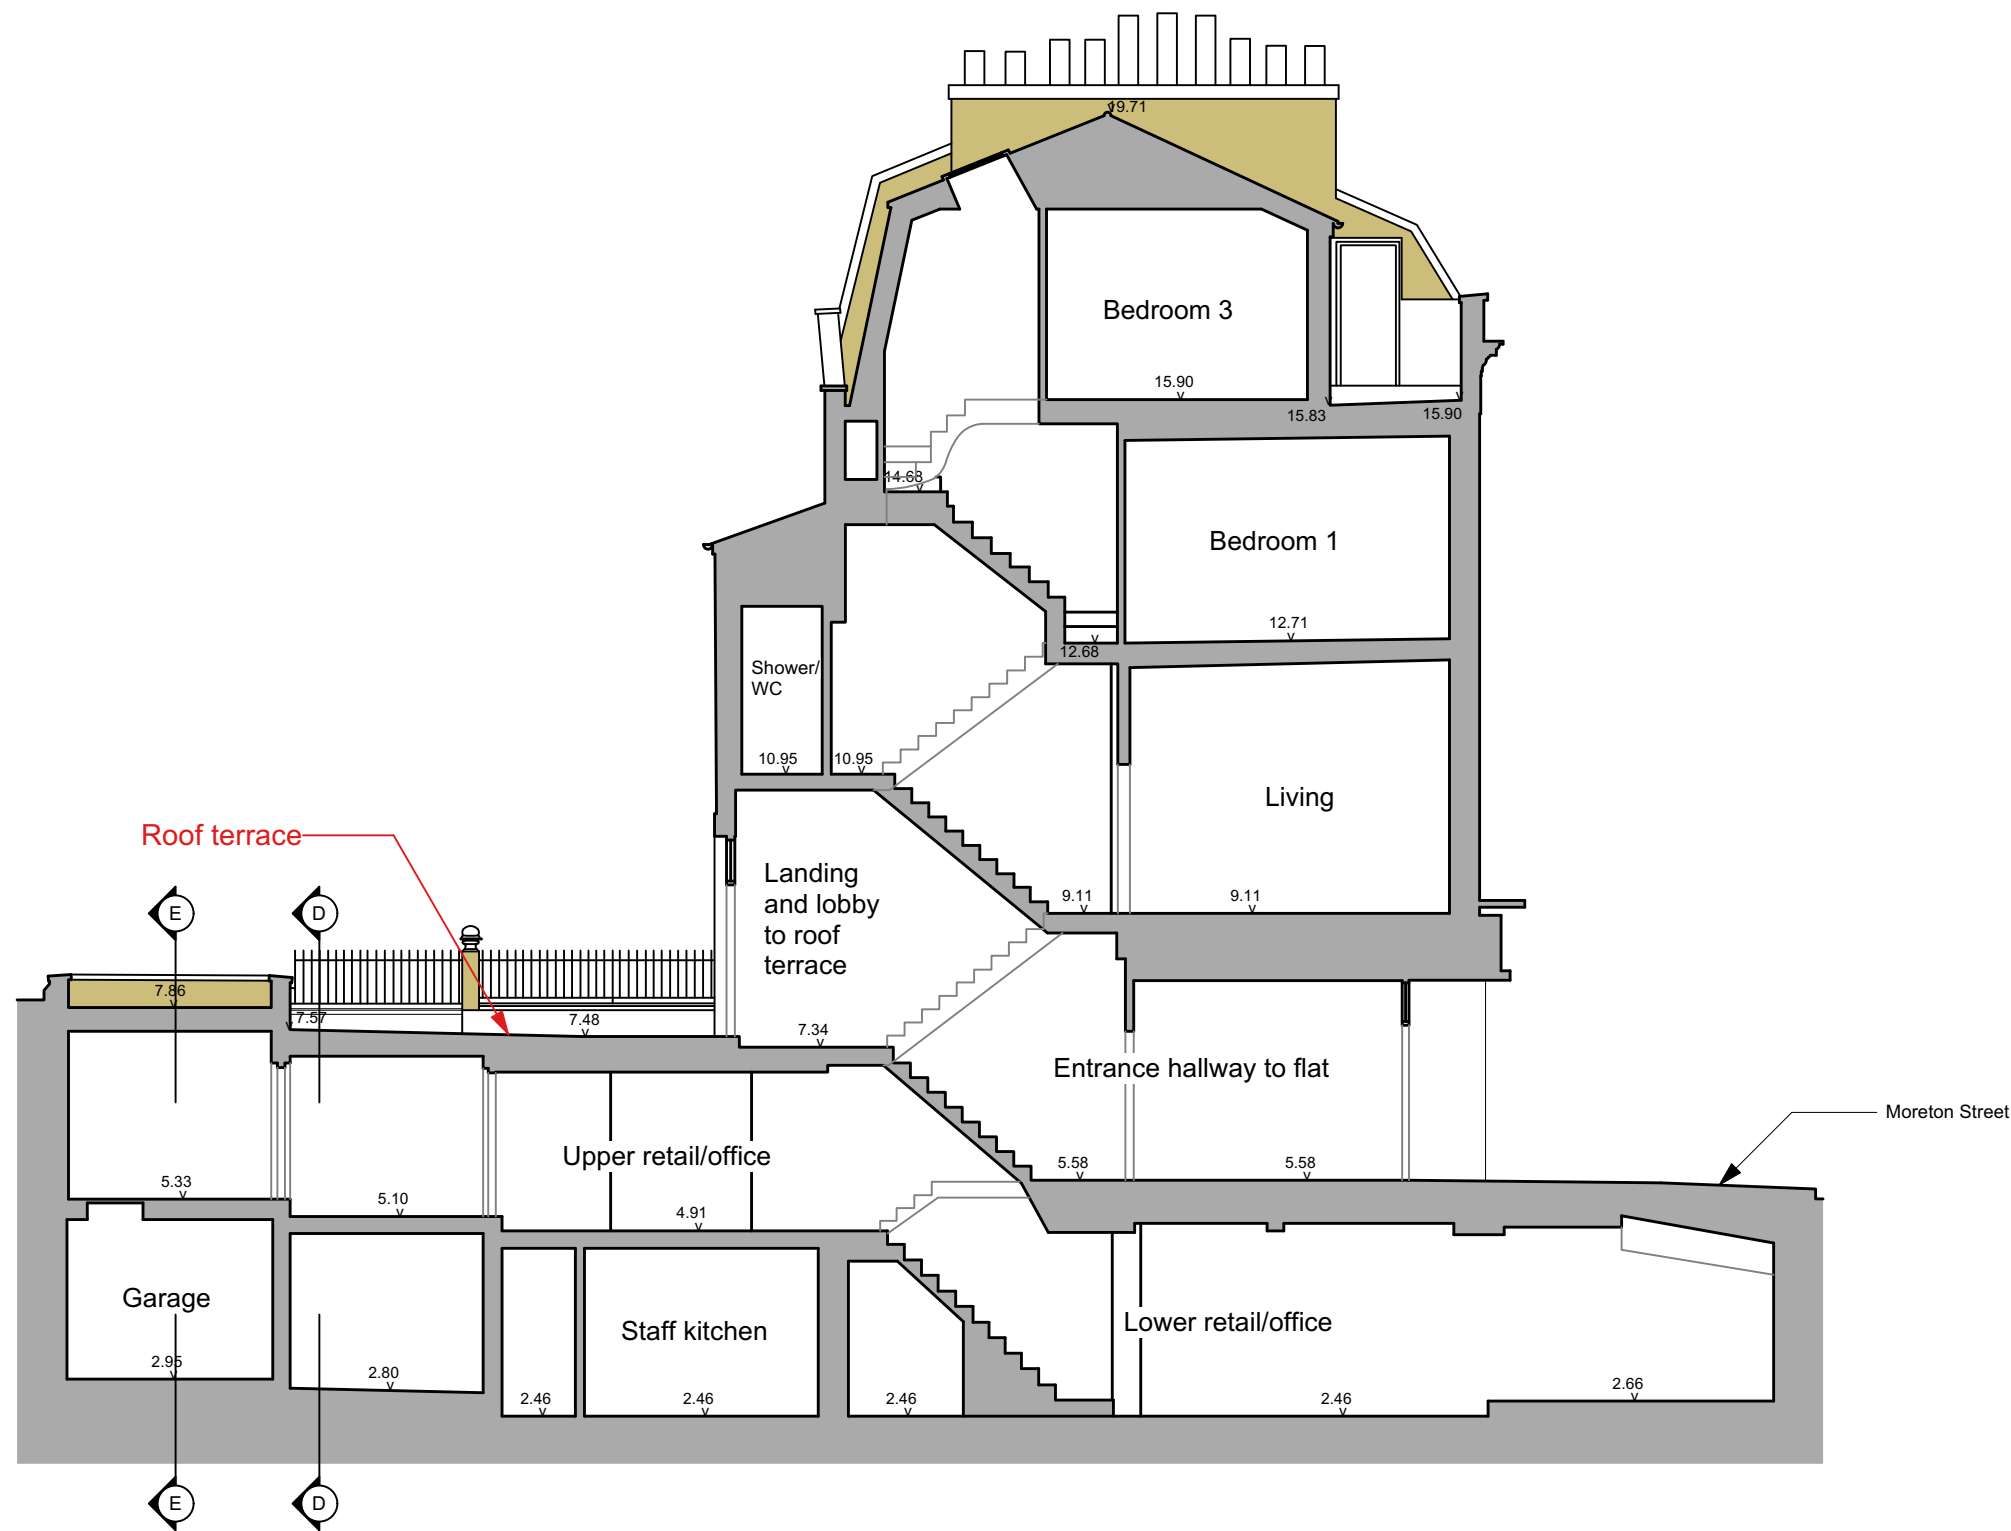 19.71
Bedroom 3
15.90
15.83
15.90
14.68
Bedroom 1
12.71
12.68
Shower/
WC
10.95
10.95
Living
Roof terrace
Landing
and lobby
to roof
terrace
9.11
9.11
E
D
7.86
7.57
7.48
7.34
Entrance hallway to flat
Moreton Street
Upper retail/office
5.58
5.58
5.33
5.10
4.91
Garage
Staff kitchen
Lower retail/office
2.95
2.80
2.46
2.46
2.46
2.46
2.66
E
D